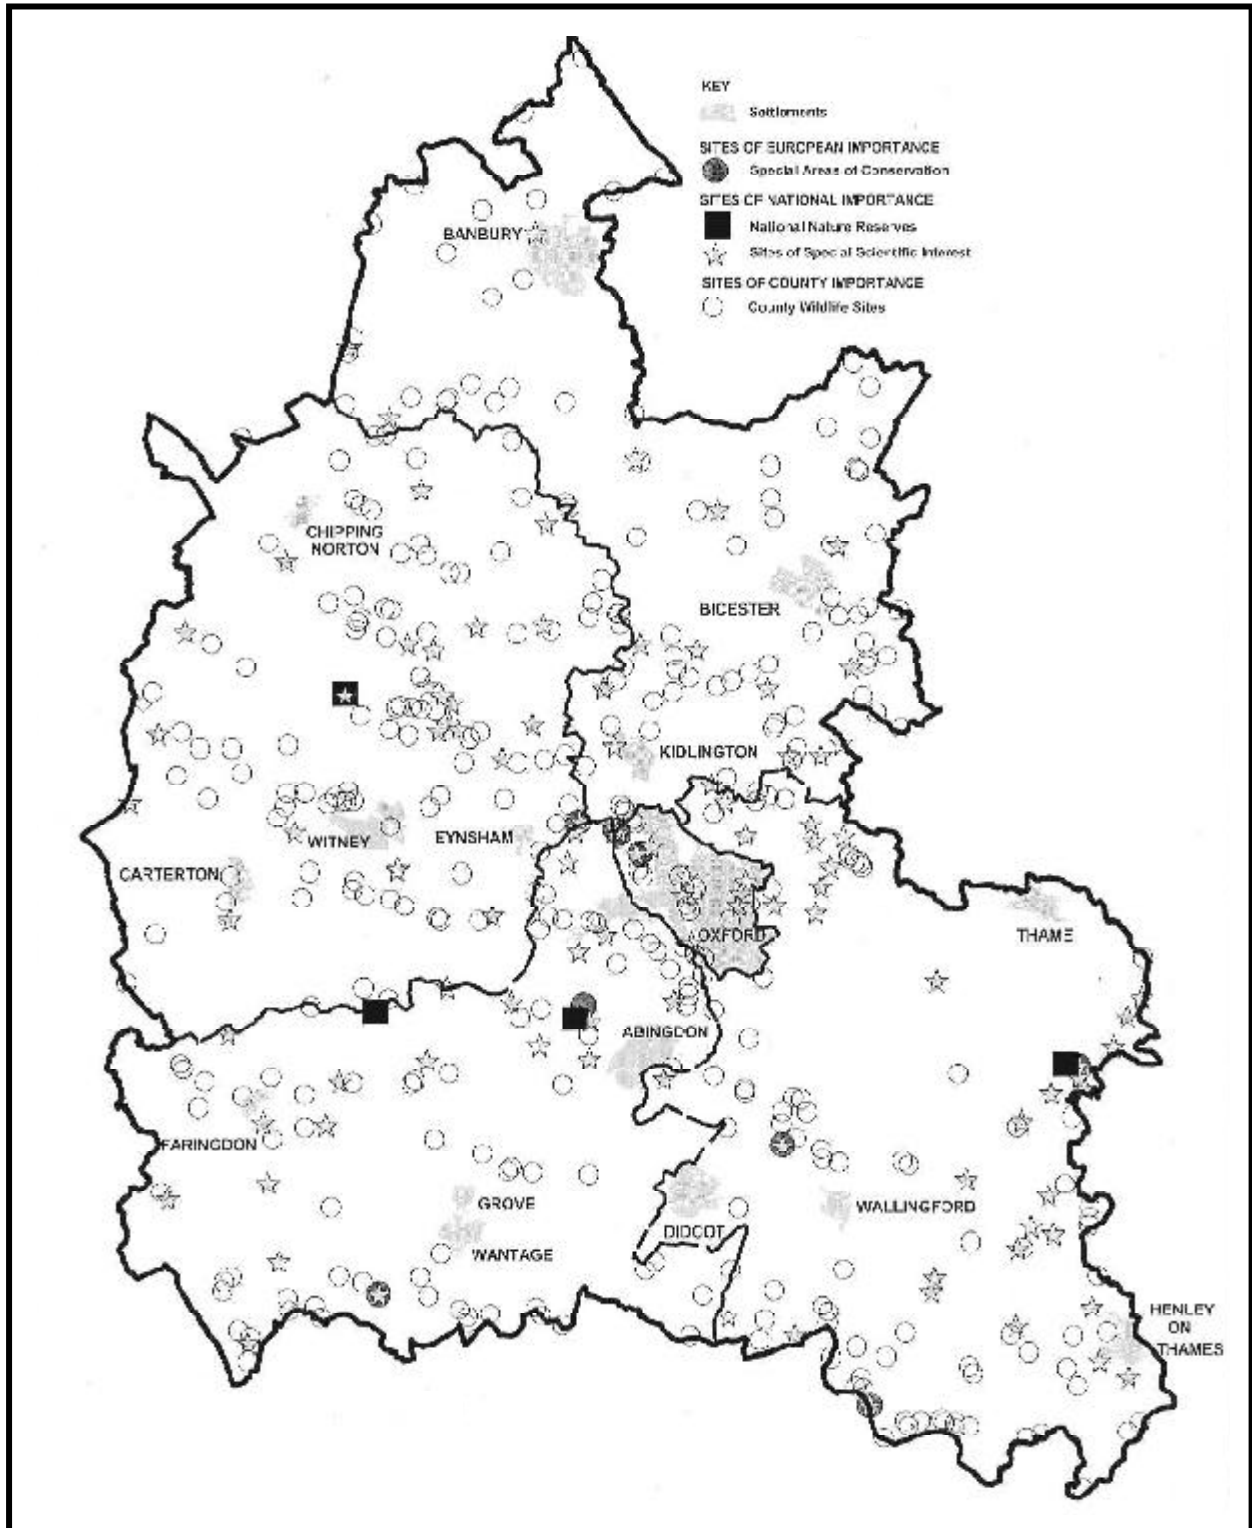 KEY
Settlements
SITES OF EUROPEAN IMPORTANCE
Special Areas of Conservation
SITES OF NATIONAL IMPORTANCE
National Nature Reserves
Sites of Special Scientific Interest
SITES OF COUNTY IMPORTANCE
County Wildlife Sites
BANBURY
CHIPPING
NORTON
BICESTER
KIDLINGTON
WITNEY
EYNSHAM
CARTERTON
OXFORD
THAME
ABINGDON
FARINGDON
GROVE
WALLINGFORD
DIDCOT
WANTAGE
HENLEY
ON
THAMES